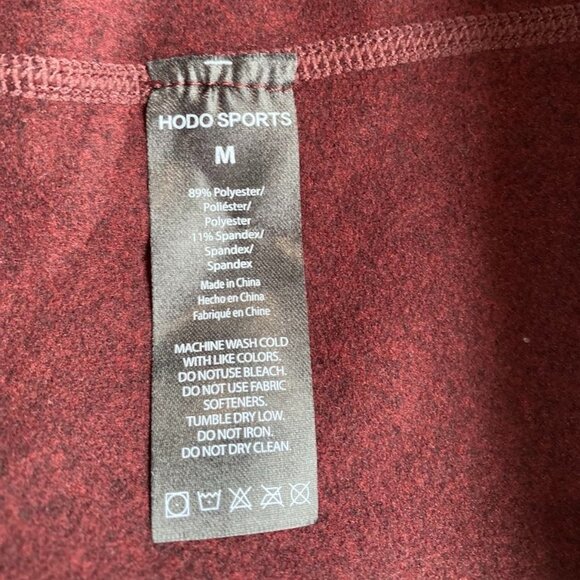 HODO SPORTS
M
89% Polyester/
Poliéster/
Polyester
11% Spandex/
Spandex/
Spandex
Made in China
Hecho en China
Fabriqué en Chine
MACHINE WASH COLD
WITH LIKE COLORS.
DO NOTUSE BLEACH.
DO NOT USE FABRIC
SOFTENERS.
TUMBLE DRY LOW.
DO NOT IRON.
DO NOT DRY CLEAN.